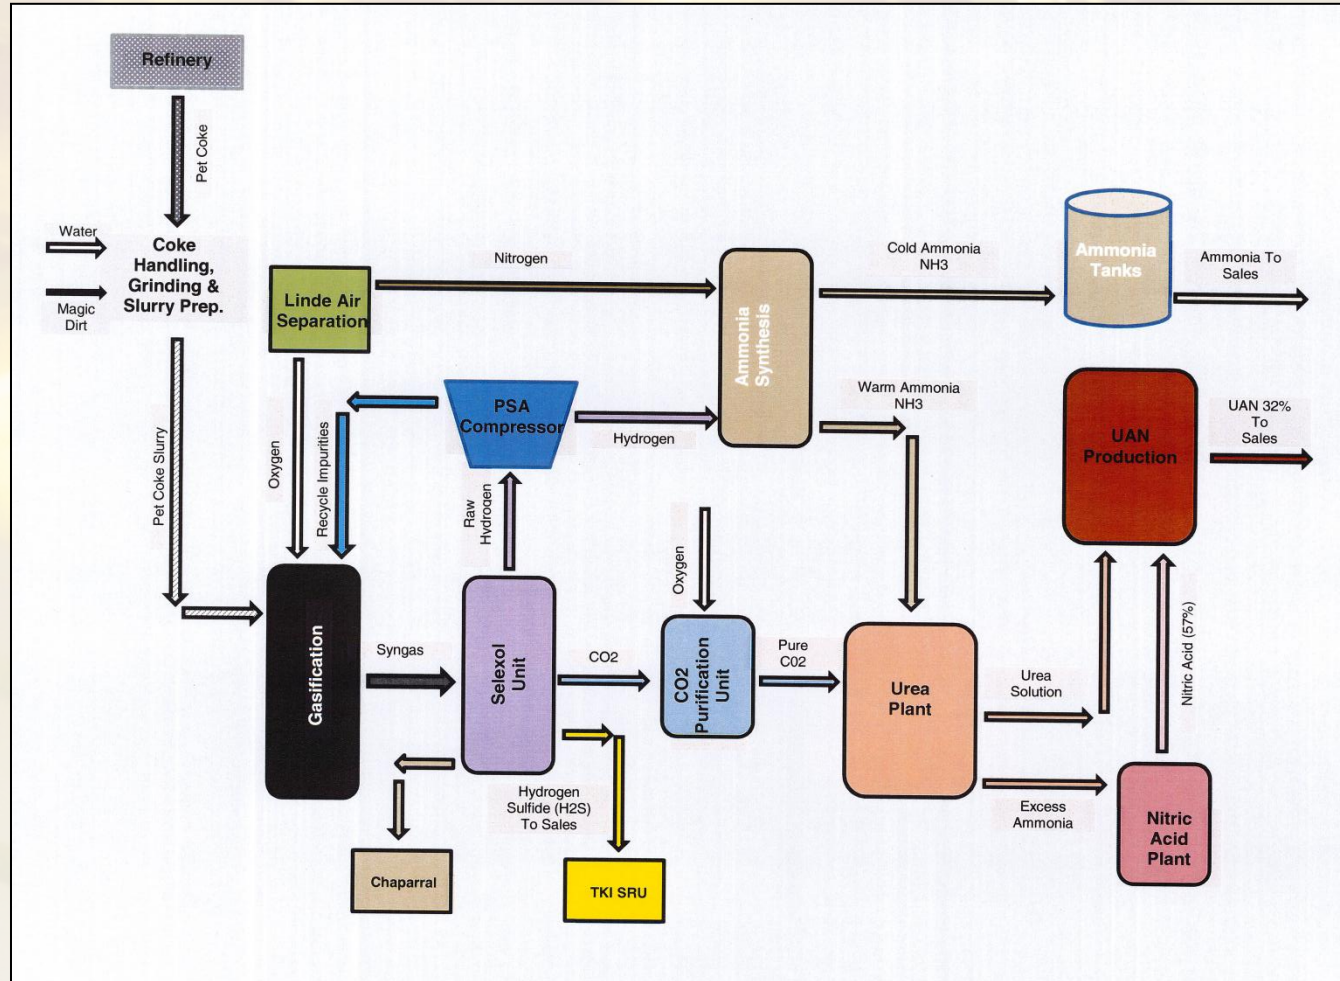 Refinery
Pet Coke
Water
Magic
Dirt
Coke
Handling,
Grinding &
Slurry Prep.
Pet Coke Slurry
Linde Air
Separation
Nitrogen
Oxygen
Recycle Impurities
PSA
Compressor
Hydrogen
Raw
Hydrogen
Ammonia
Synthesis
Cold Ammonia
NH3
Ammonia
Tanks
Ammonia To
Sales
Warm Ammonia
NH3
UAN
Production
UAN 32%
To
Sales
Gasification
Syngas
Selexol
Unit
CO2
Oxygen
CO2
Purification
Unit
Pure
C02
Urea
Plant
Urea
Solution
Nitric Acid (57%)
Excess
Ammonia
Nitric
Acid
Plant
Hydrogen
Sulfide (H2S)
To Sales
Chaparral
TKI SRU